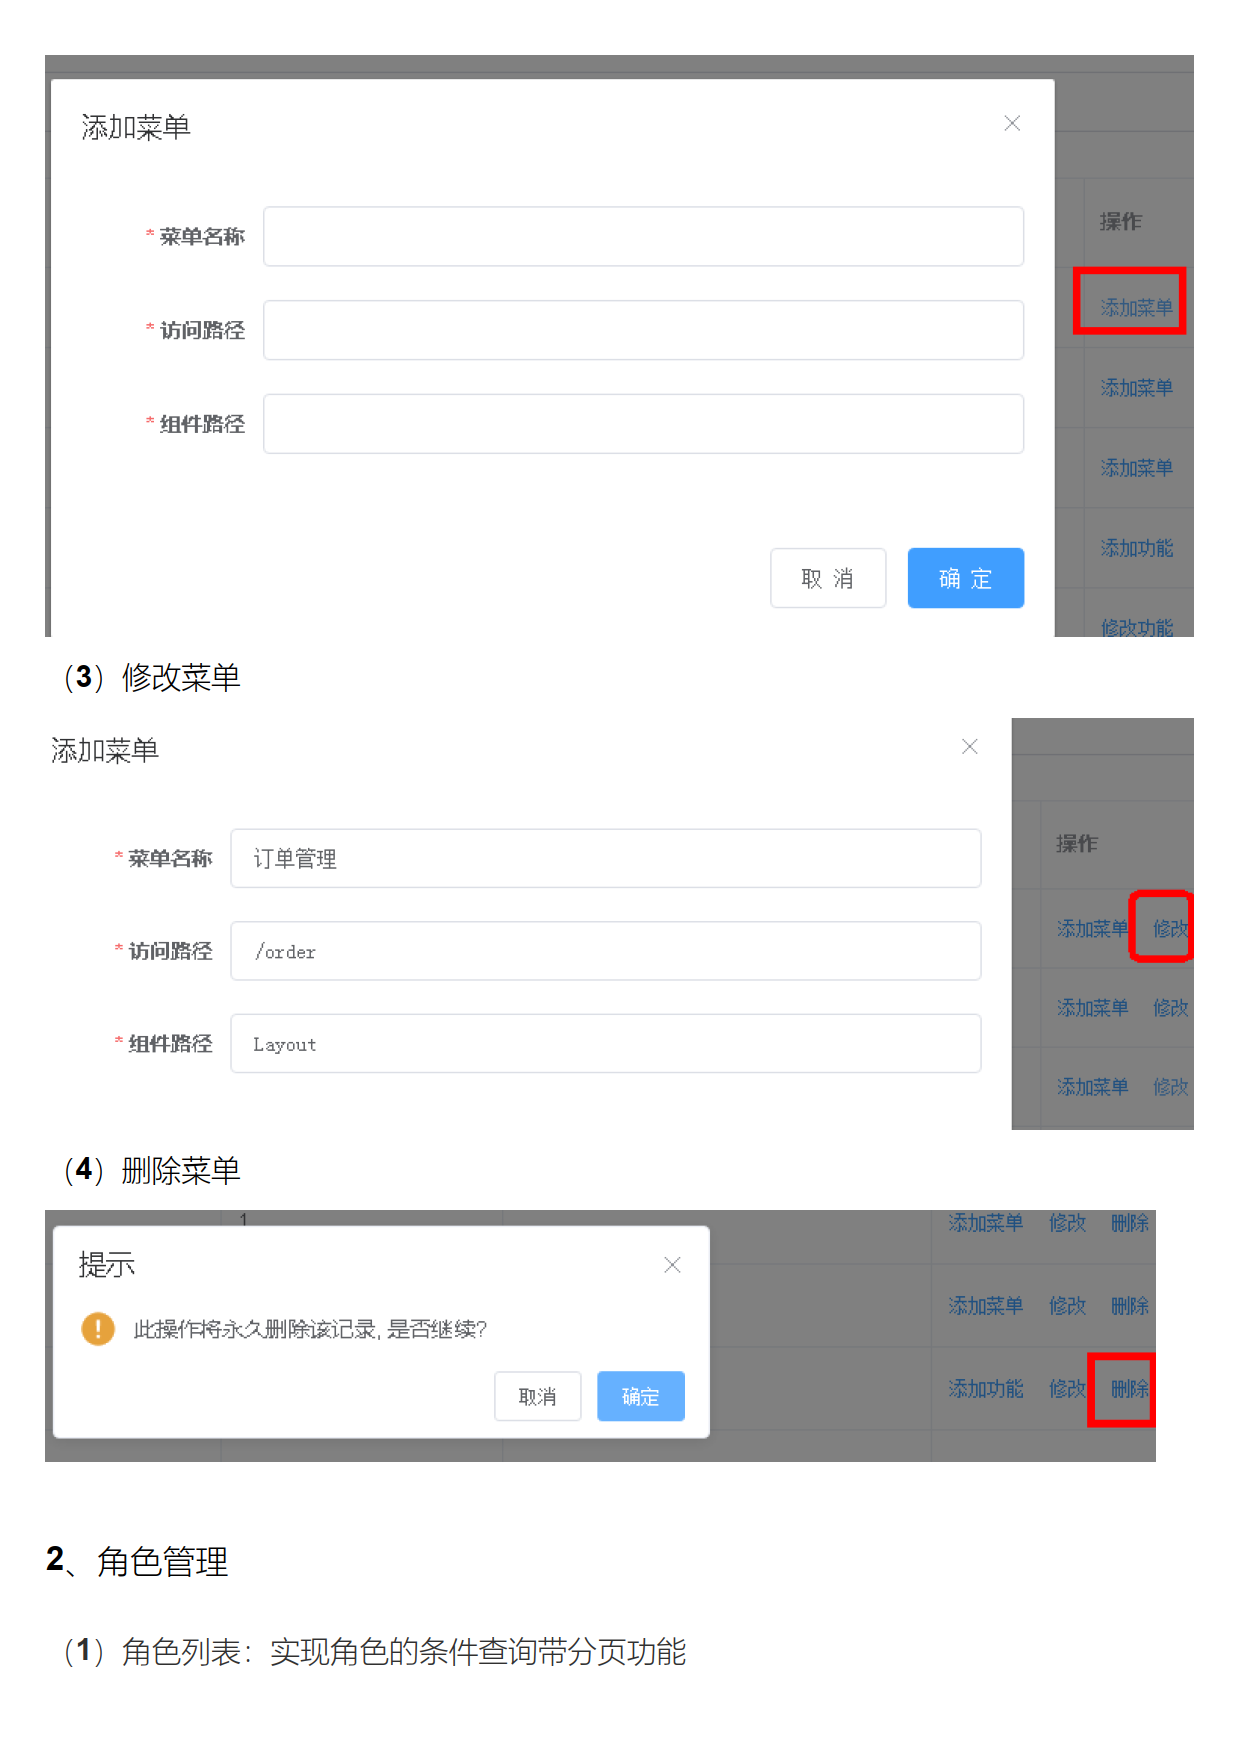 添加菜单
操作
* 菜单名称
添加菜单
* 访问路径
添加菜单
* 组件路径
添加菜单
添加功能
取 消 确 定
修改功能
（3）修改菜单
添加菜单
操作
* 菜单名称 订单管理
添加菜单 修改
* 访问路径 /order
添加菜单 修改
* 组件路径 Layout
添加菜单 修改
（4）删除菜单
1 添加菜单 修改 删除
提示
添加菜单 修改 删除
此操作将永久删除该记录, 是否继续?
添加功能 修改 删除
取消 确定
2、角色管理
（1）角色列表：实现角色的条件查询带分页功能